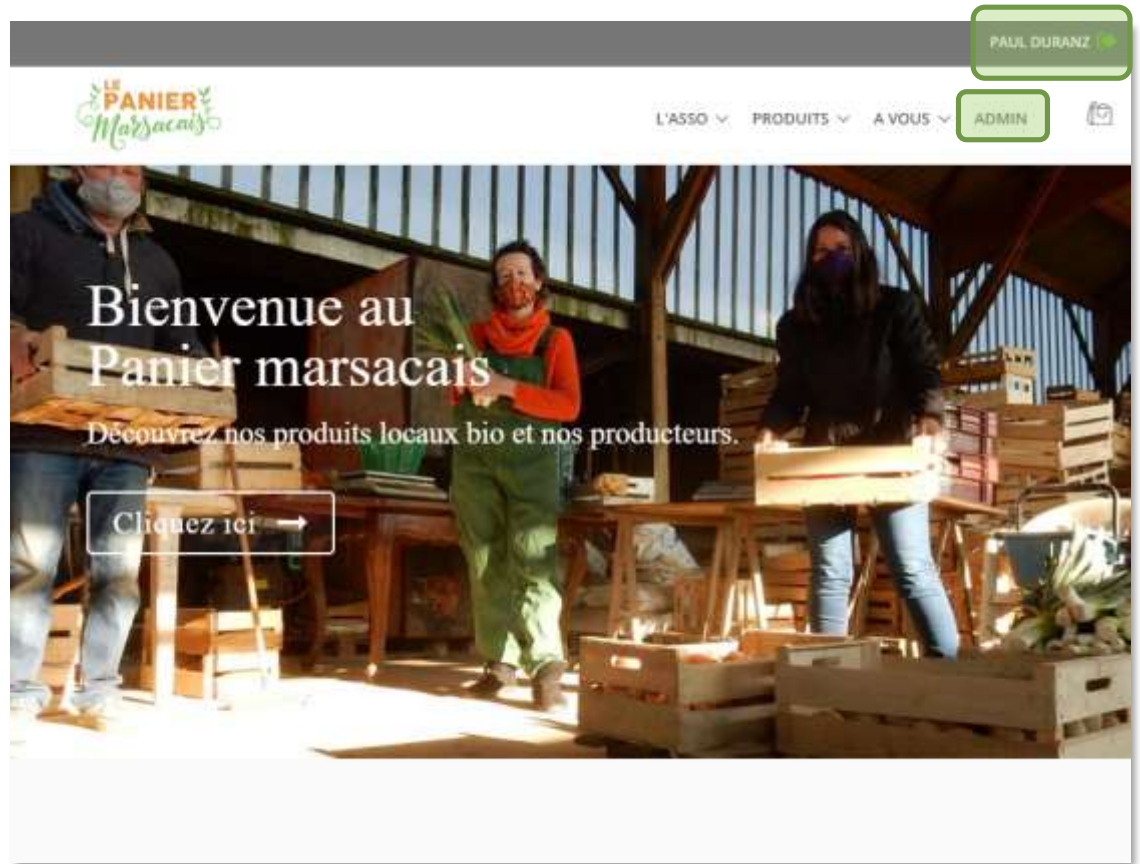 PAUL DURANZ
LE
PANIER
Marsacais
L'ASSO PRODUITS A VOUS ADMIN
Bienvenue au
Panier marsacais
Découvrez nos produits locaux bio et nos producteurs.
Cliquez ici →